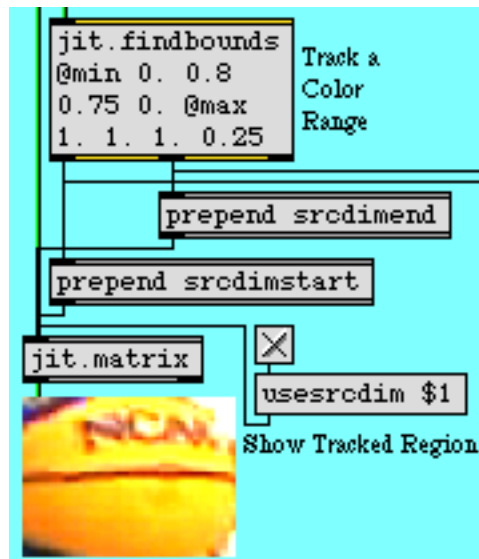 jit.findbounds
@min 0. 0.8
0.75 0. @max
1. 1. 1. 0.25
Track a
Color
Range
prepend srcdimend
prepend srcdimstart
jit.matrix
usesrcdim $1
Show Tracked Region